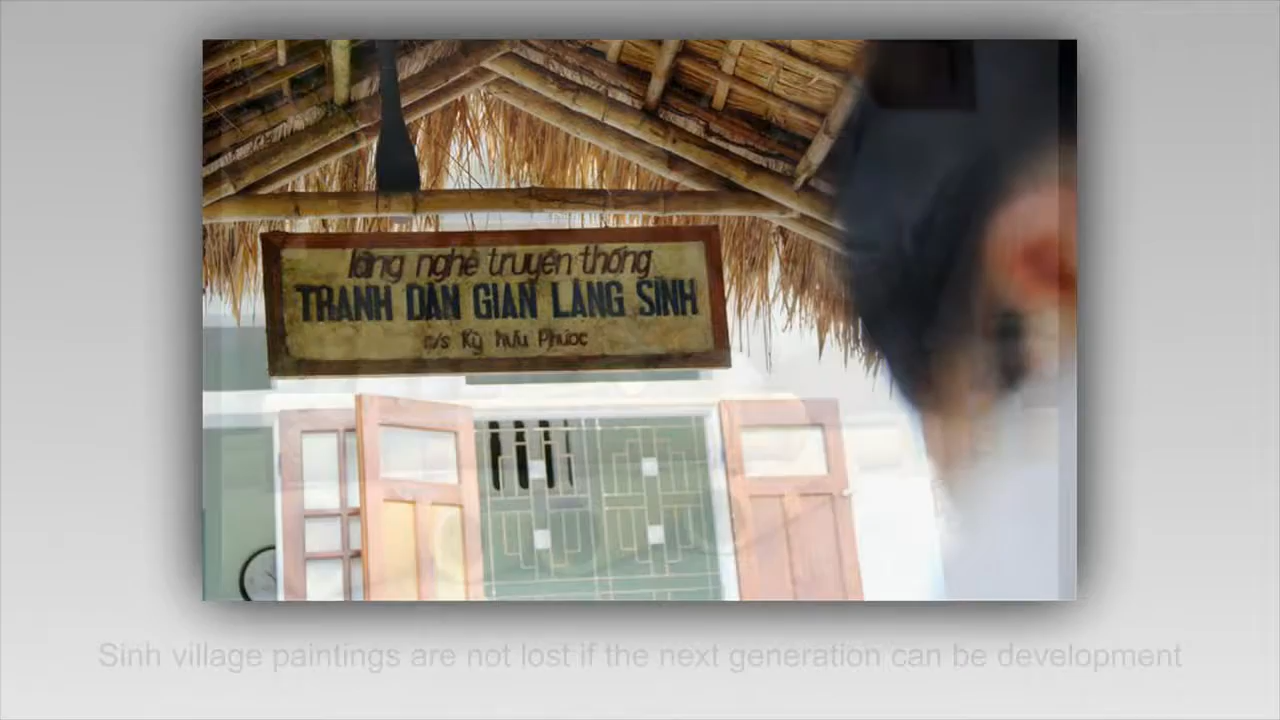 làng nghề truyền thống
TRANH DÂN GIAN LÀNG SÌNH
n/s Kỳ hữu Phước
Sinh village paintings are not lost if the next generation can be development